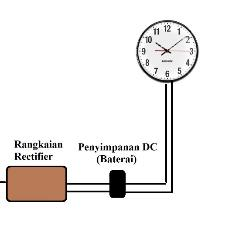 12
11 1
10 2
9 3
8 4
7 5
6
Rangkaian
Rectifier
Penyimpanan DC
(Baterai)